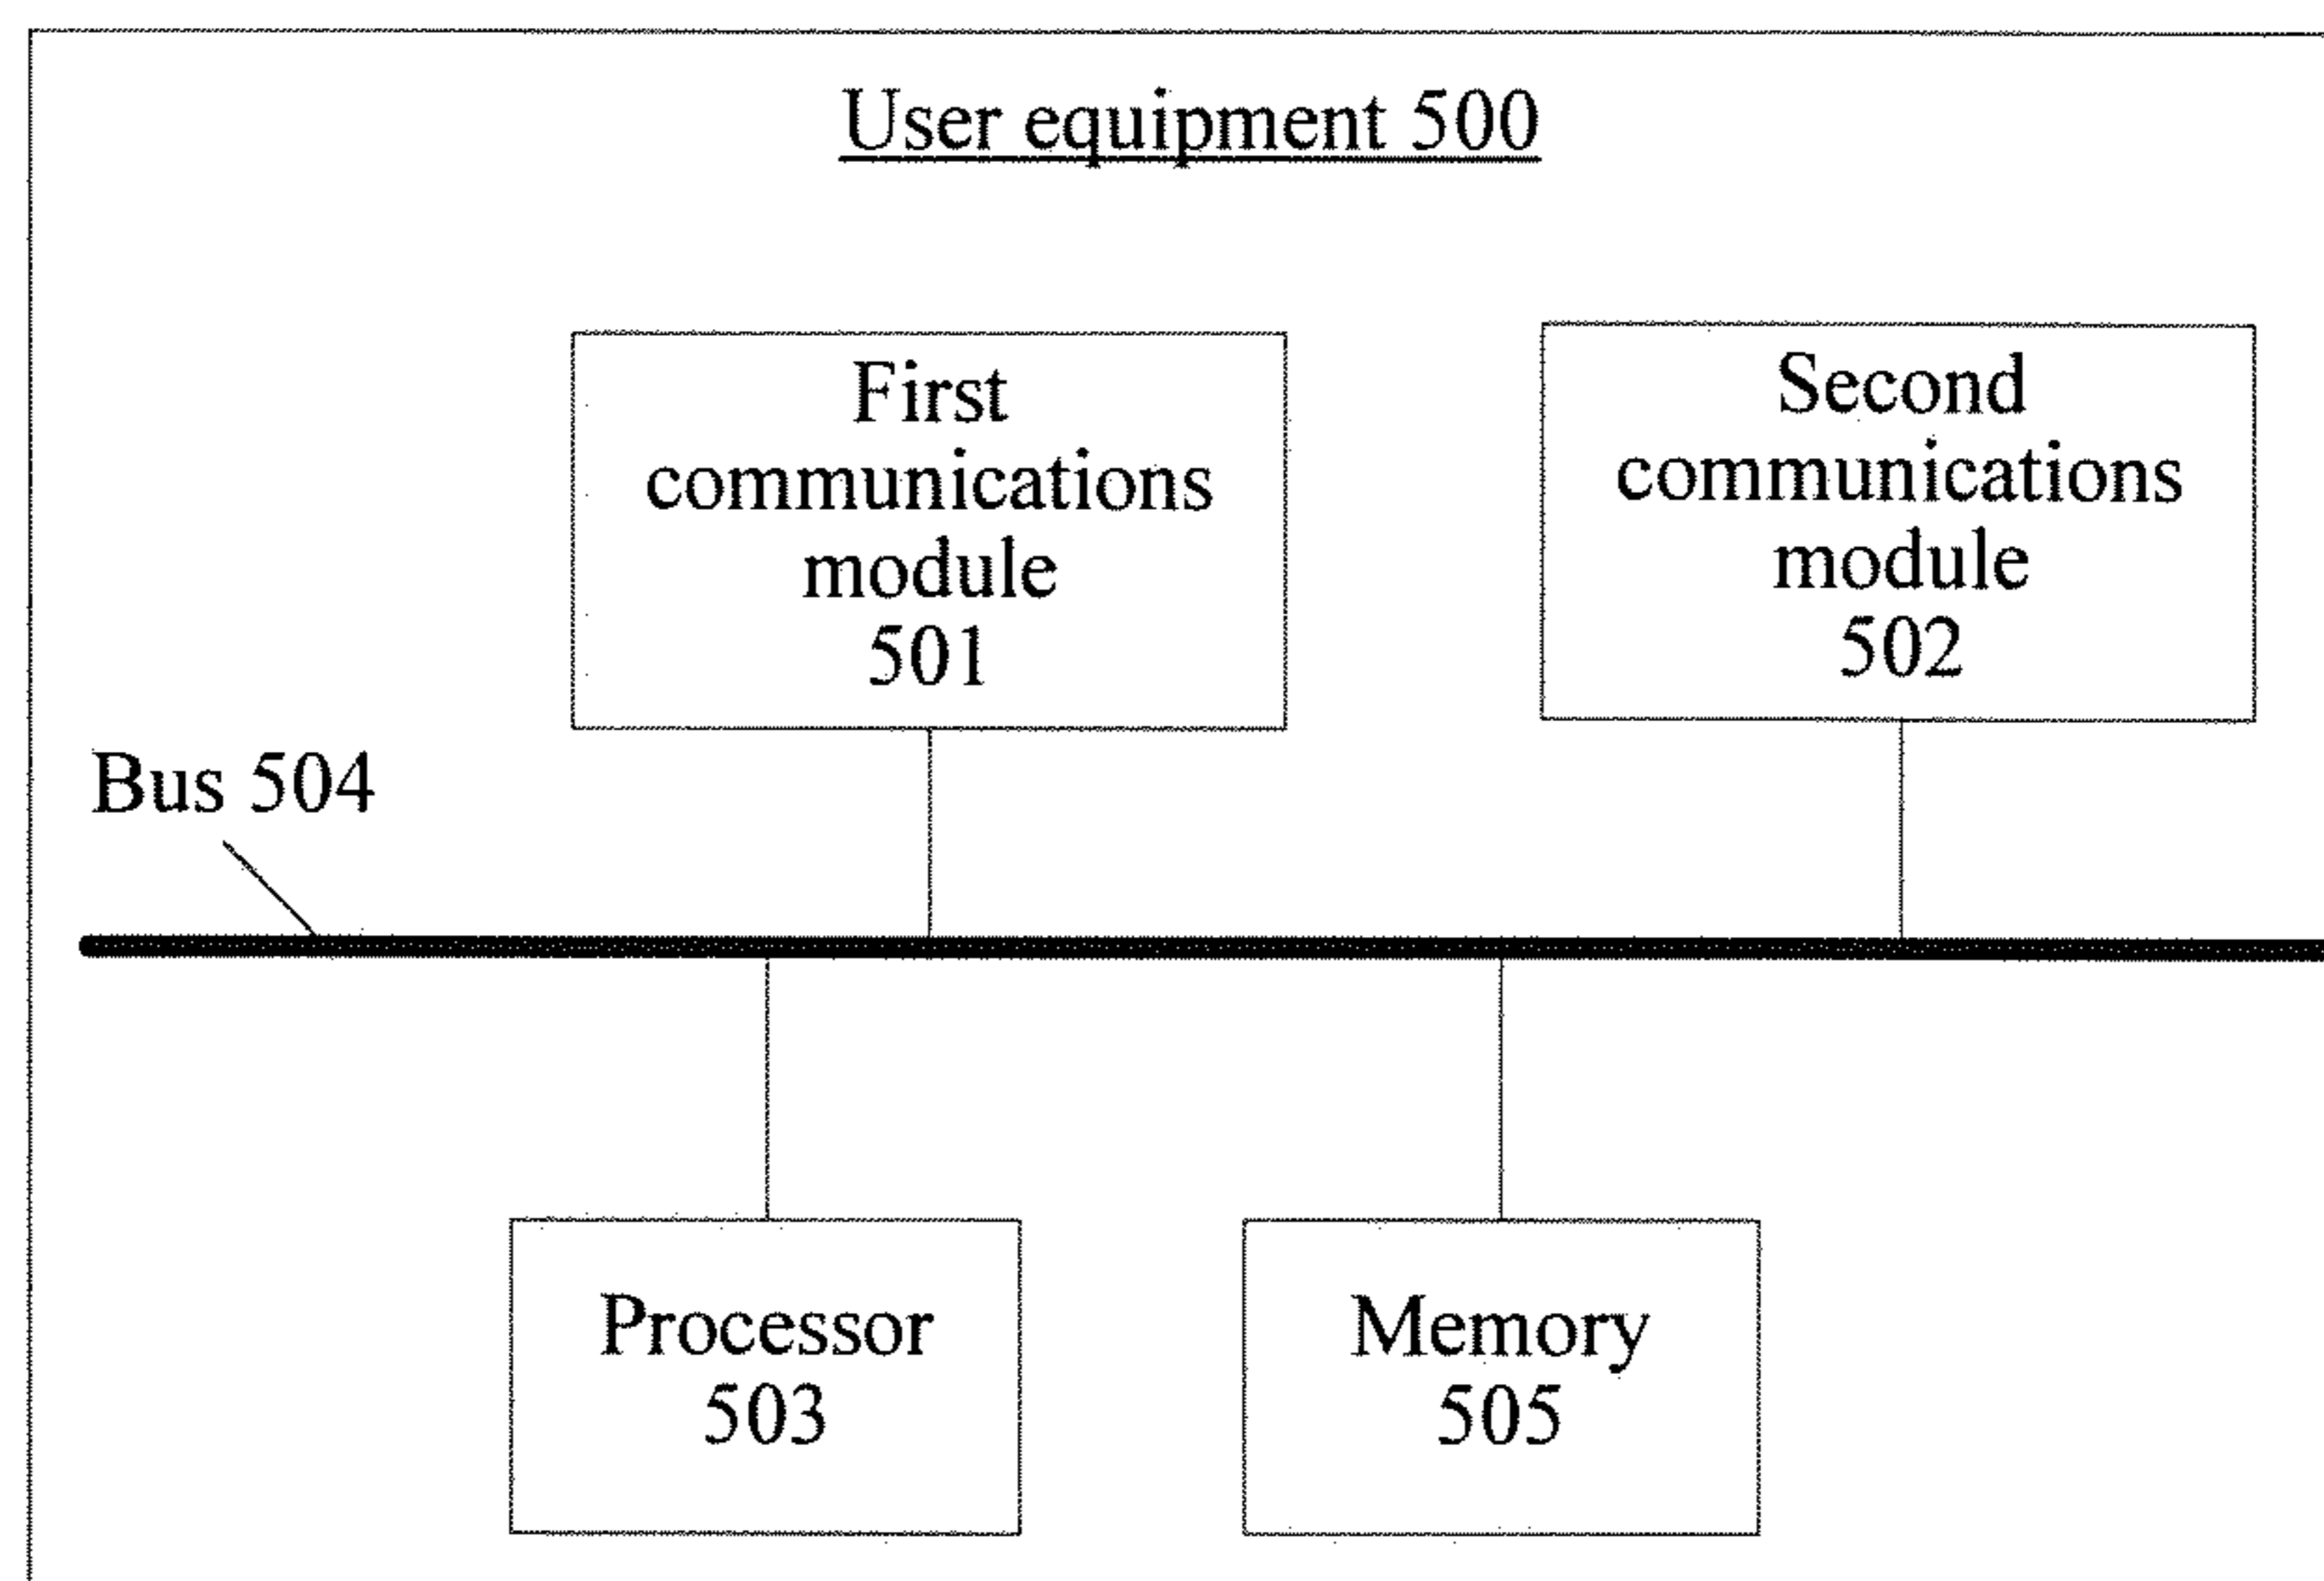 User equipment 500
First
communications
module
501
Second
communications
module
502
Bus 504
Processor
503
Memory
505